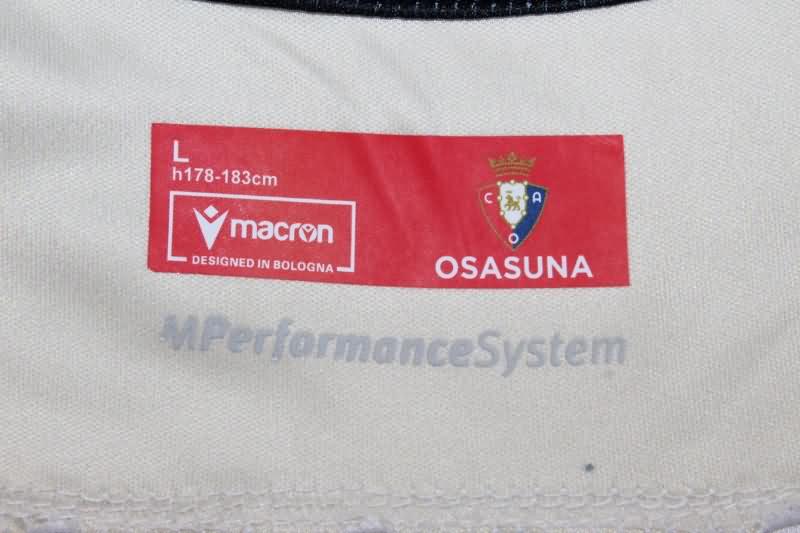 L
h178-183cm
macron
DESIGNED IN BOLOGNA
C A
O
OSASUNA
MPerformanceSystem